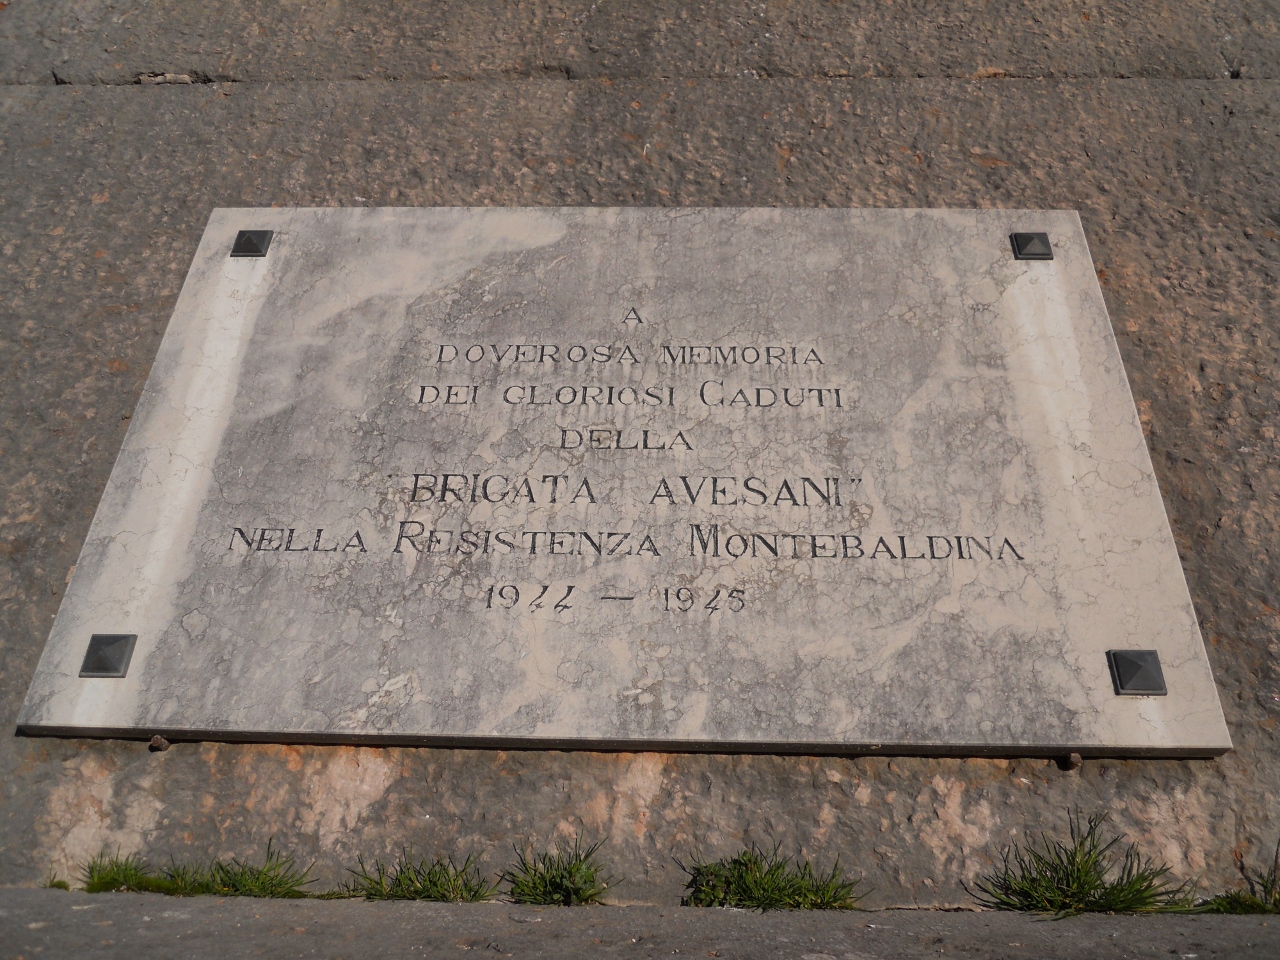 A
DOVEROSA MEMORIA
DEI GLORIOSI CADUTI
DELLA
"BRIGATA AVESANI"
NELLA RESISTENZA MONTEBALDINA
1944 – 1945